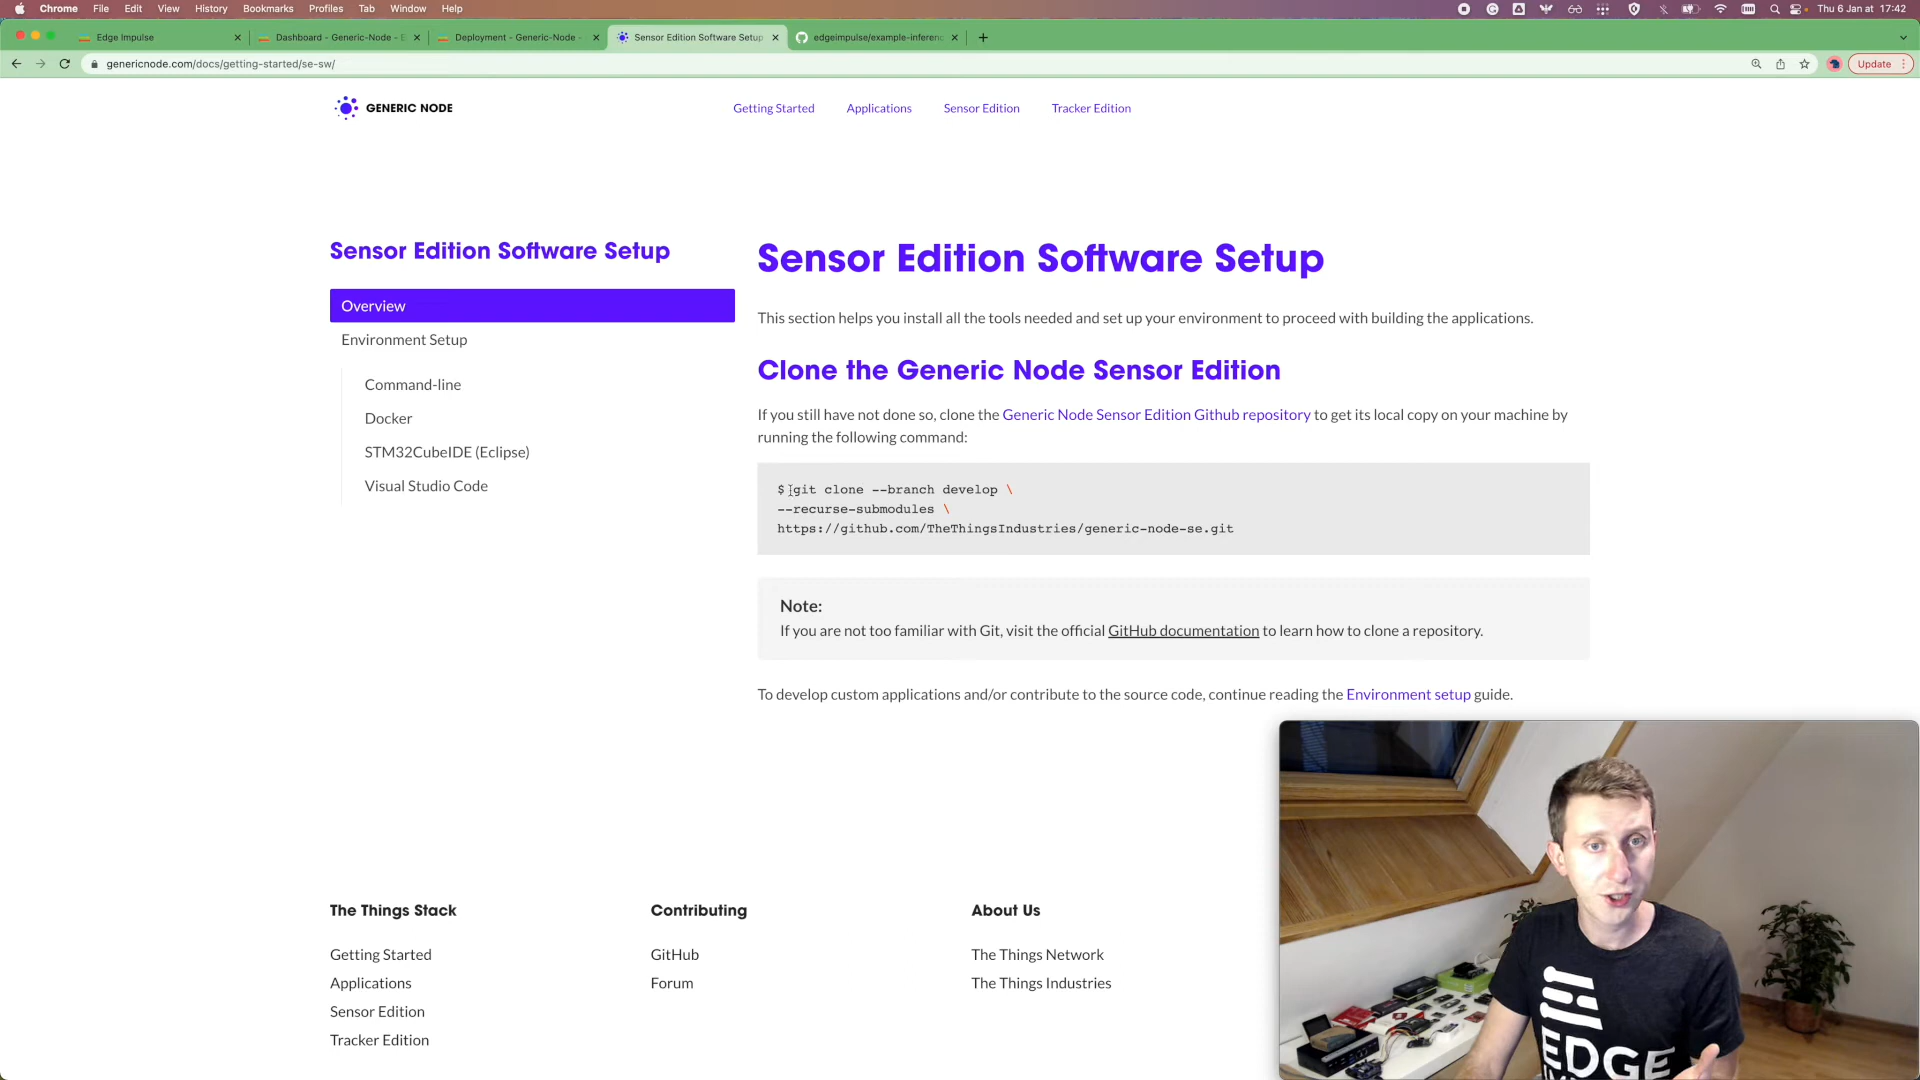 Chrome File Edit View History Bookmarks Profiles Tab Window Help Thu 6 Jan at 17:42
Edge Impulse Dashboard - Generic-Node - E Deployment - Generic-Node - Sensor Edition Software Setup edgeimpulse/example-inferenc
genericnode.com/docs/getting-started/se-sw/ Update
GENERIC NODE Getting Started Applications Sensor Edition Tracker Edition
Sensor Edition Software Setup
Overview
Environment Setup
Command-line
Docker
STM32CubeIDE (Eclipse)
Visual Studio Code
Sensor Edition Software Setup
This section helps you install all the tools needed and set up your environment to proceed with building the applications.
Clone the Generic Node Sensor Edition
If you still have not done so, clone the Generic Node Sensor Edition Github repository to get its local copy on your machine by
running the following command:
$ git clone --branch develop \
--recurse-submodules \
https://github.com/TheThingsIndustries/generic-node-se.git
Note:
If you are not too familiar with Git, visit the official GitHub documentation to learn how to clone a repository.
To develop custom applications and/or contribute to the source code, continue reading the Environment setup guide.
The Things Stack
Getting Started
Applications
Sensor Edition
Tracker Edition
Contributing
GitHub
Forum
About Us
The Things Network
The Things Industries
EDGE